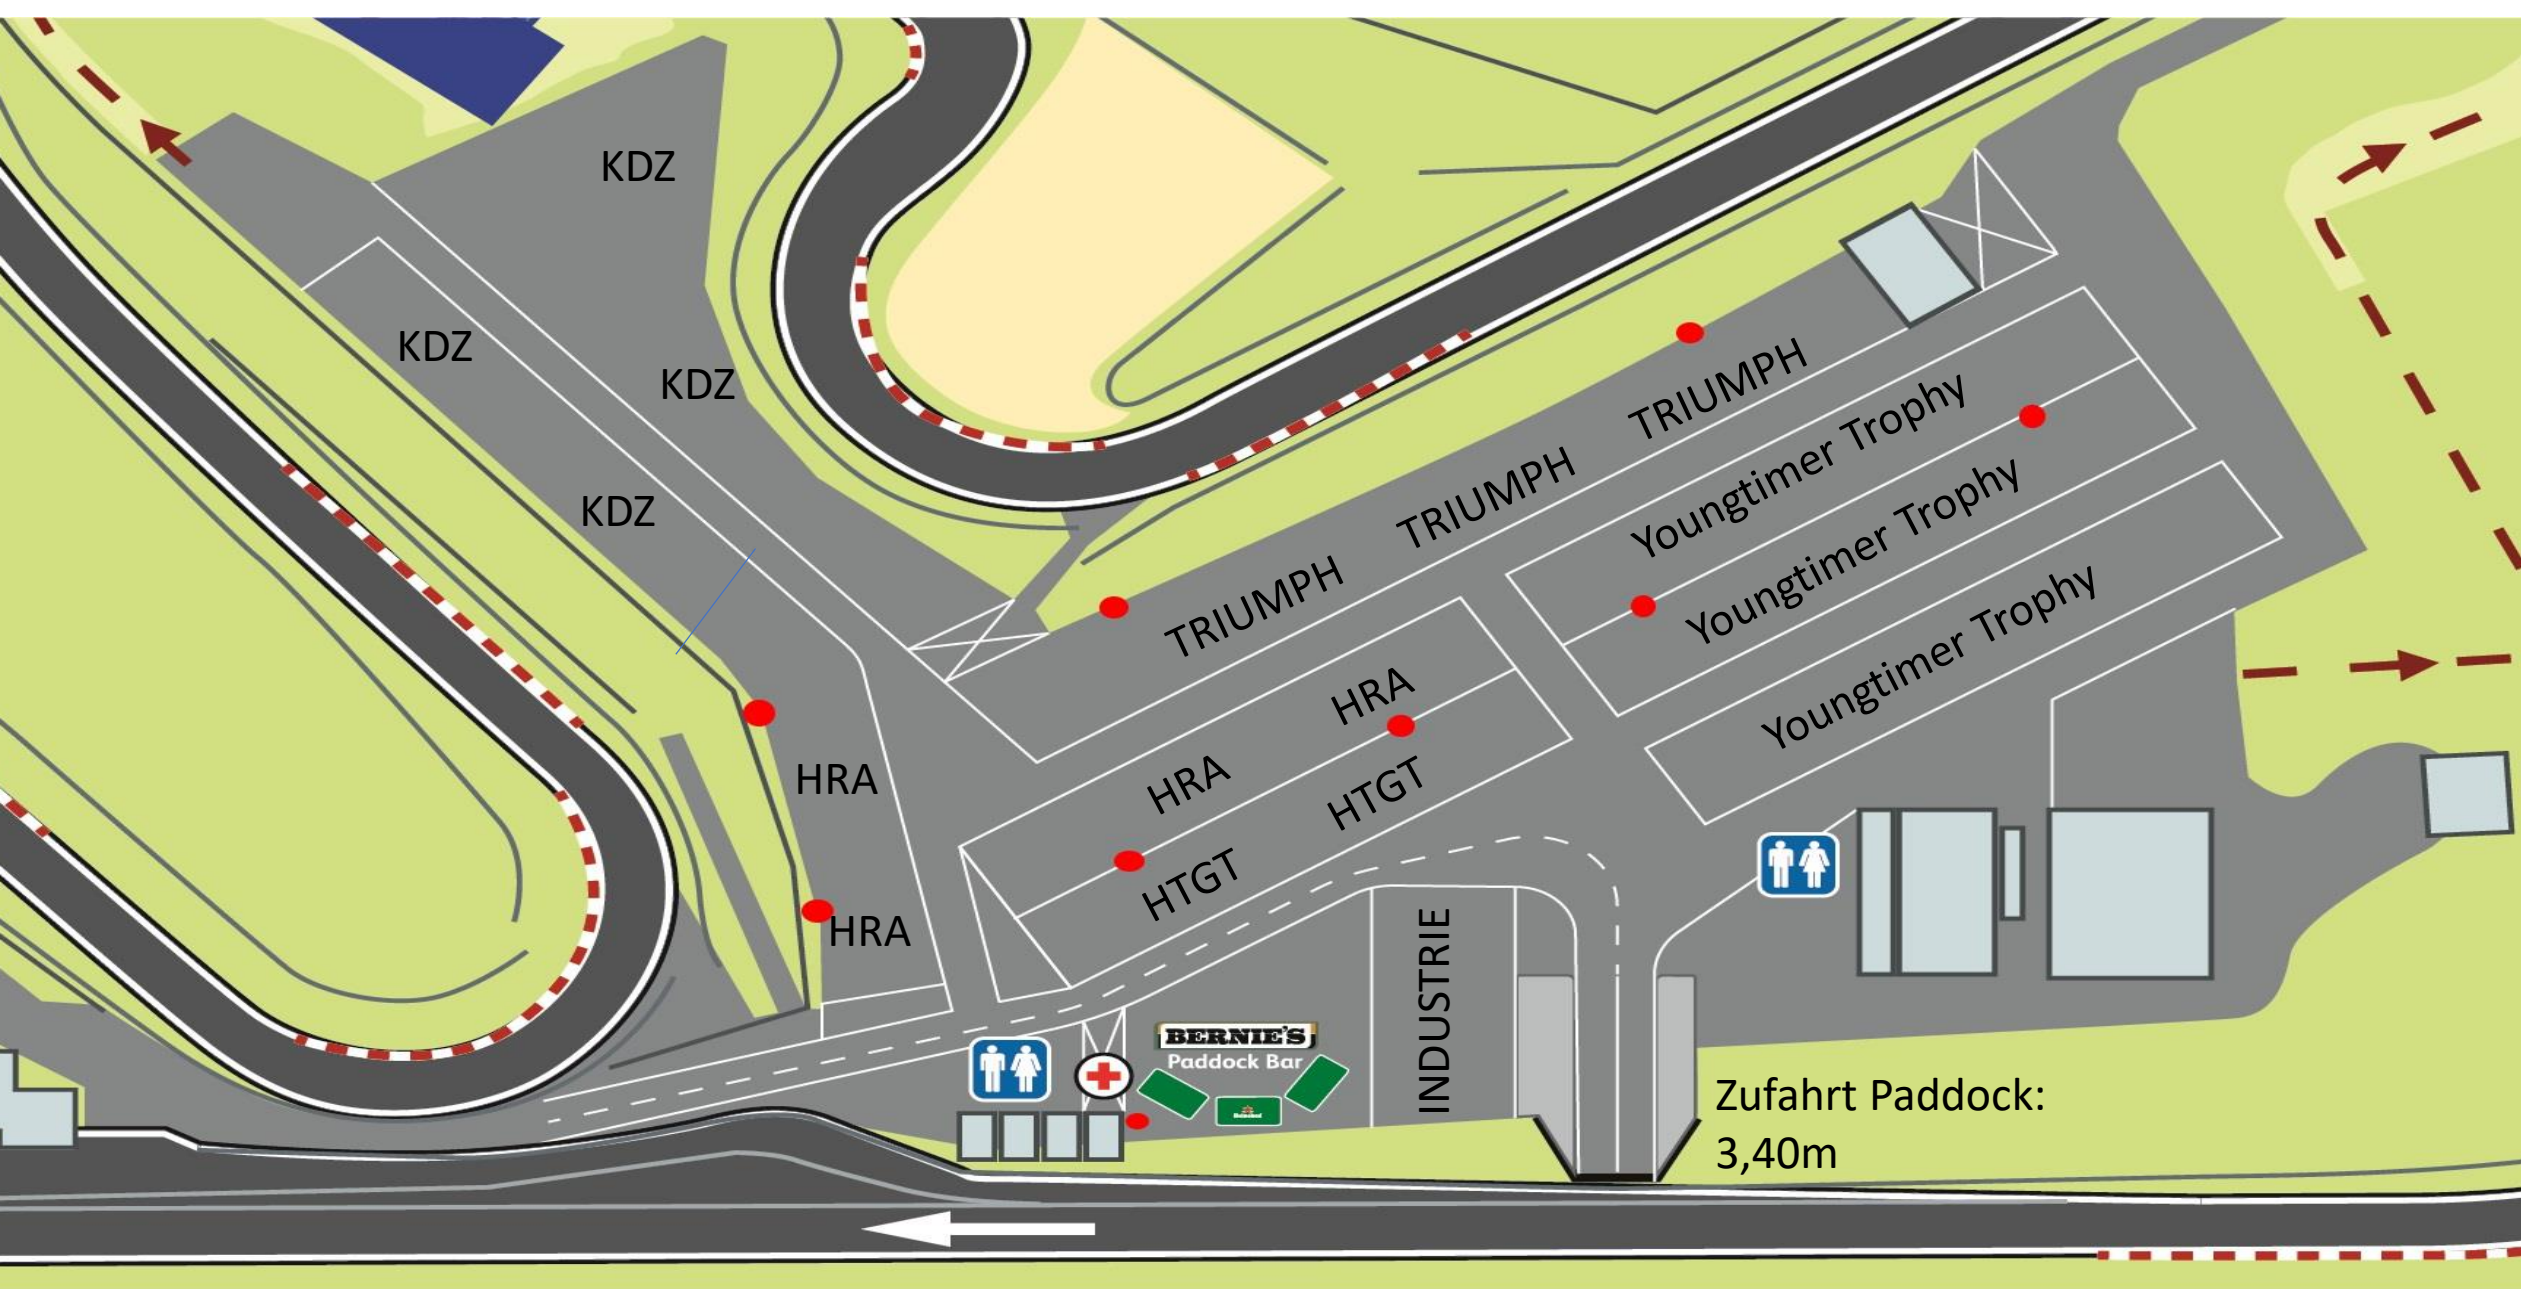 KDZ
KDZ
KDZ
KDZ
TRIUMPH
TRIUMPH
TRIUMPH
Youngtimer Trophy
Youngtimer Trophy
Youngtimer Trophy
HRA
HRA
HTGT
HTGT
HRA
HRA
INDUSTRIE
BERNIE'S
Paddock Bar
Zufahrt Paddock:
3,40m